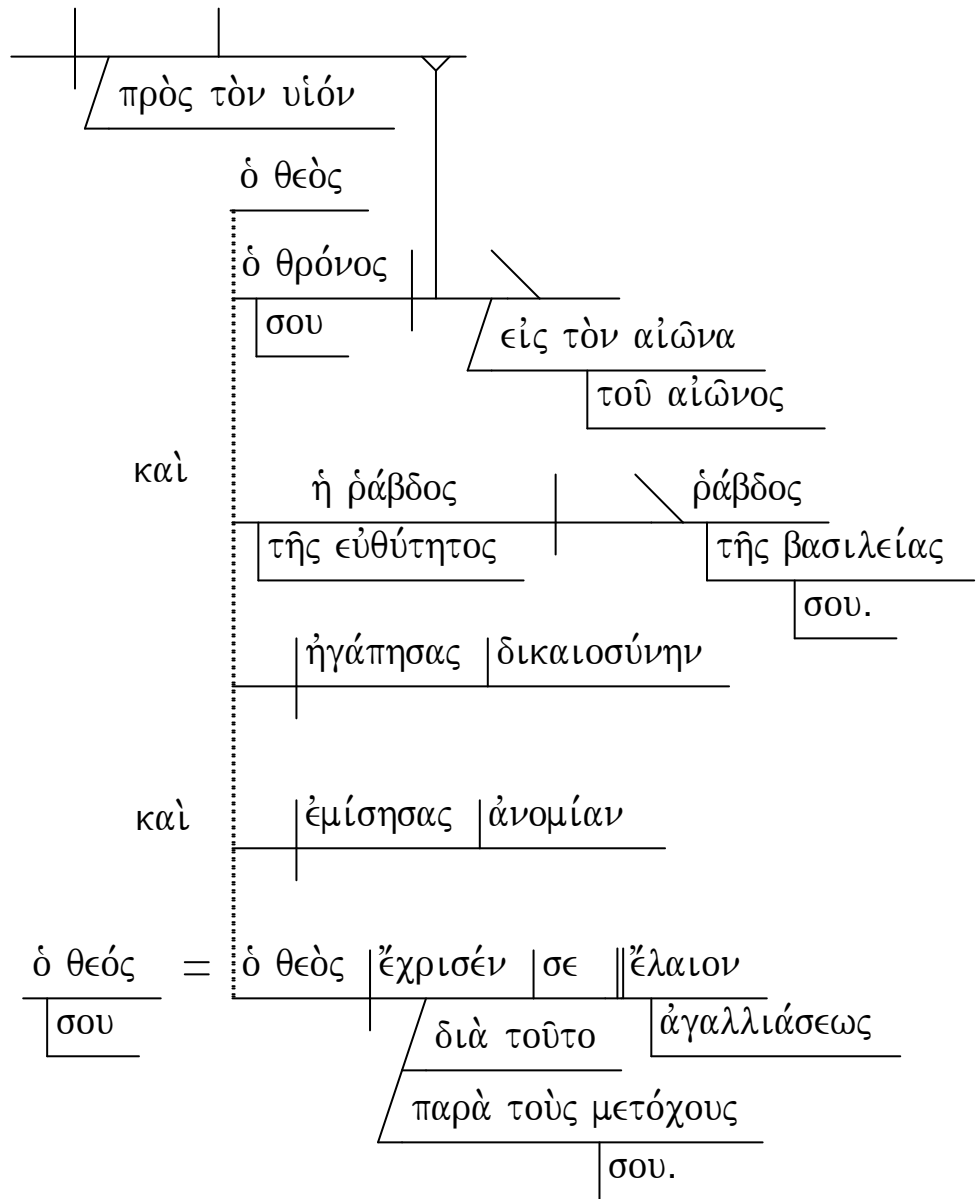 πρὸς τὸν υἱόν
ὁ θεὸς
ὁ θρόνος
σου
εἰς τὸν αἰῶνα
τοῦ αἰῶνος
καὶ
ἡ ῥάβδος ῥάβδος
τῆς εὐθύτητος τῆς βασιλείας
σου.
ἠγάπησας δικαιοσύνην
καὶ
ἐμίσησας ἀνομίαν
ὁ θεός = ὁ θεὸς ἔχρισέν σε ἔλαιον
σου ἀγαλλιάσεως
διὰ τοῦτο
παρὰ τοὺς μετόχους
σου.